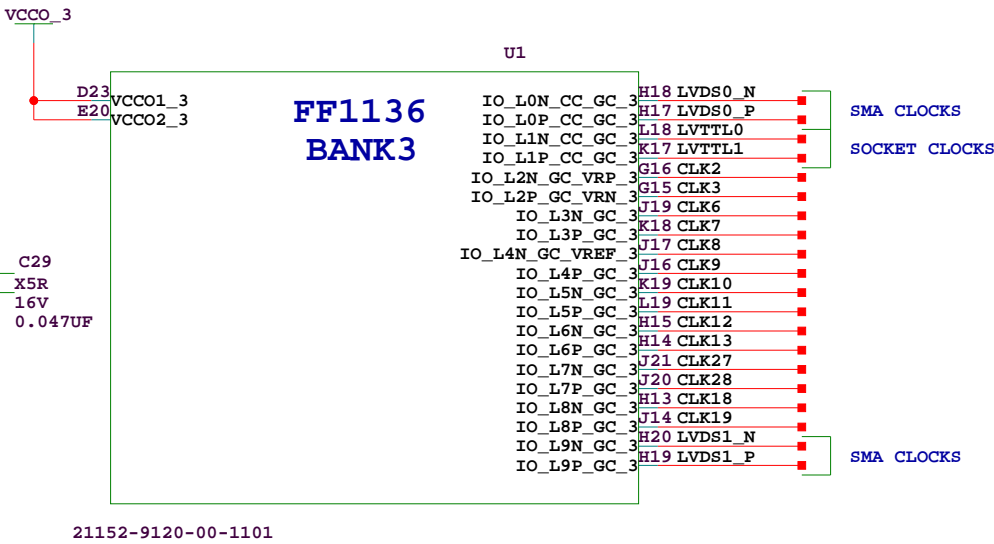 VCCO_3
U1
D23 VCCO1_3
E20 VCCO2_3
FF1136
BANK3
IO_L0N_CC_GC_3 H18 LVDS0_N
IO_L0P_CC_GC_3 H17 LVDS0_P
SMA CLOCKS
IO_L1N_CC_GC_3 L18 LVTTL0
IO_L1P_CC_GC_3 K17 LVTTL1
SOCKET CLOCKS
IO_L2N_GC_VRP_3 G16 CLK2
IO_L2P_GC_VRN_3 G15 CLK3
IO_L3N_GC_3 J19 CLK6
IO_L3P_GC_3 K18 CLK7
IO_L4N_GC_VREF_3 J17 CLK8
IO_L4P_GC_3 J16 CLK9
IO_L5N_GC_3 K19 CLK10
IO_L5P_GC_3 L19 CLK11
IO_L6N_GC_3 H15 CLK12
IO_L6P_GC_3 H14 CLK13
IO_L7N_GC_3 J21 CLK27
IO_L7P_GC_3 J20 CLK28
IO_L8N_GC_3 H13 CLK18
IO_L8P_GC_3 J14 CLK19
IO_L9N_GC_3 H20 LVDS1_N
IO_L9P_GC_3 H19 LVDS1_P
SMA CLOCKS
C29
X5R
16V
0.047UF
21152-9120-00-1101